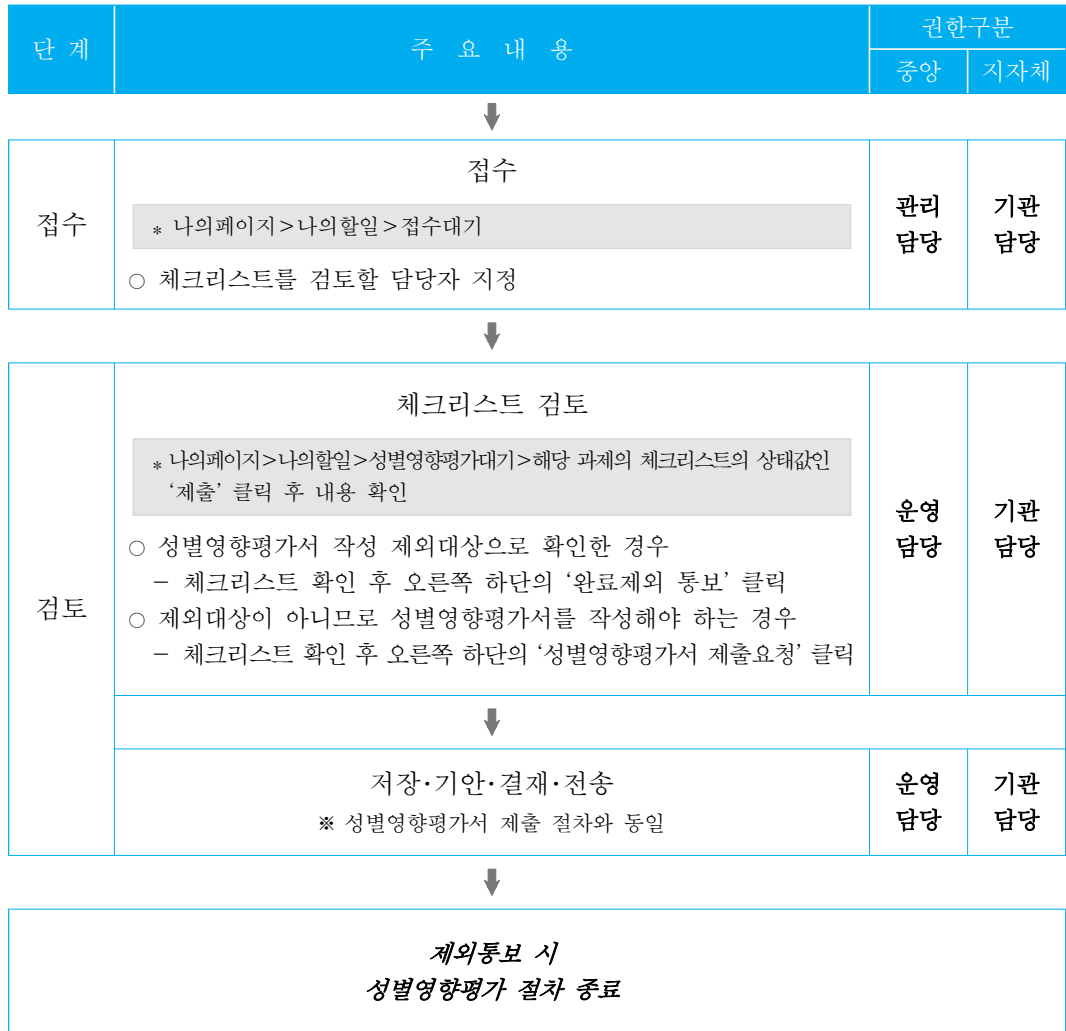 단 계
주 요 내 용
권한구분
중앙
지자체
접수
접수
* 나의페이지>나의할일>접수대기
○ 체크리스트를 검토할 담당자 지정
관리
담당
기관
담당
검토
체크리스트 검토
* 나의페이지>나의할일>성별영향평가대기>해당 과제의 체크리스트의 상태값인
‘제출’ 클릭 후 내용 확인
○ 성별영향평가서 작성 제외대상으로 확인한 경우
− 체크리스트 확인 후 오른쪽 하단의 ‘완료제외 통보’ 클릭
○ 제외대상이 아니므로 성별영향평가서를 작성해야 하는 경우
− 체크리스트 확인 후 오른쪽 하단의 ‘성별영향평가서 제출요청’ 클릭
운영
담당
기관
담당
저장·기안·결재·전송
※ 성별영향평가서 제출 절차와 동일
운영
담당
기관
담당
제외통보 시
성별영향평가 절차 종료